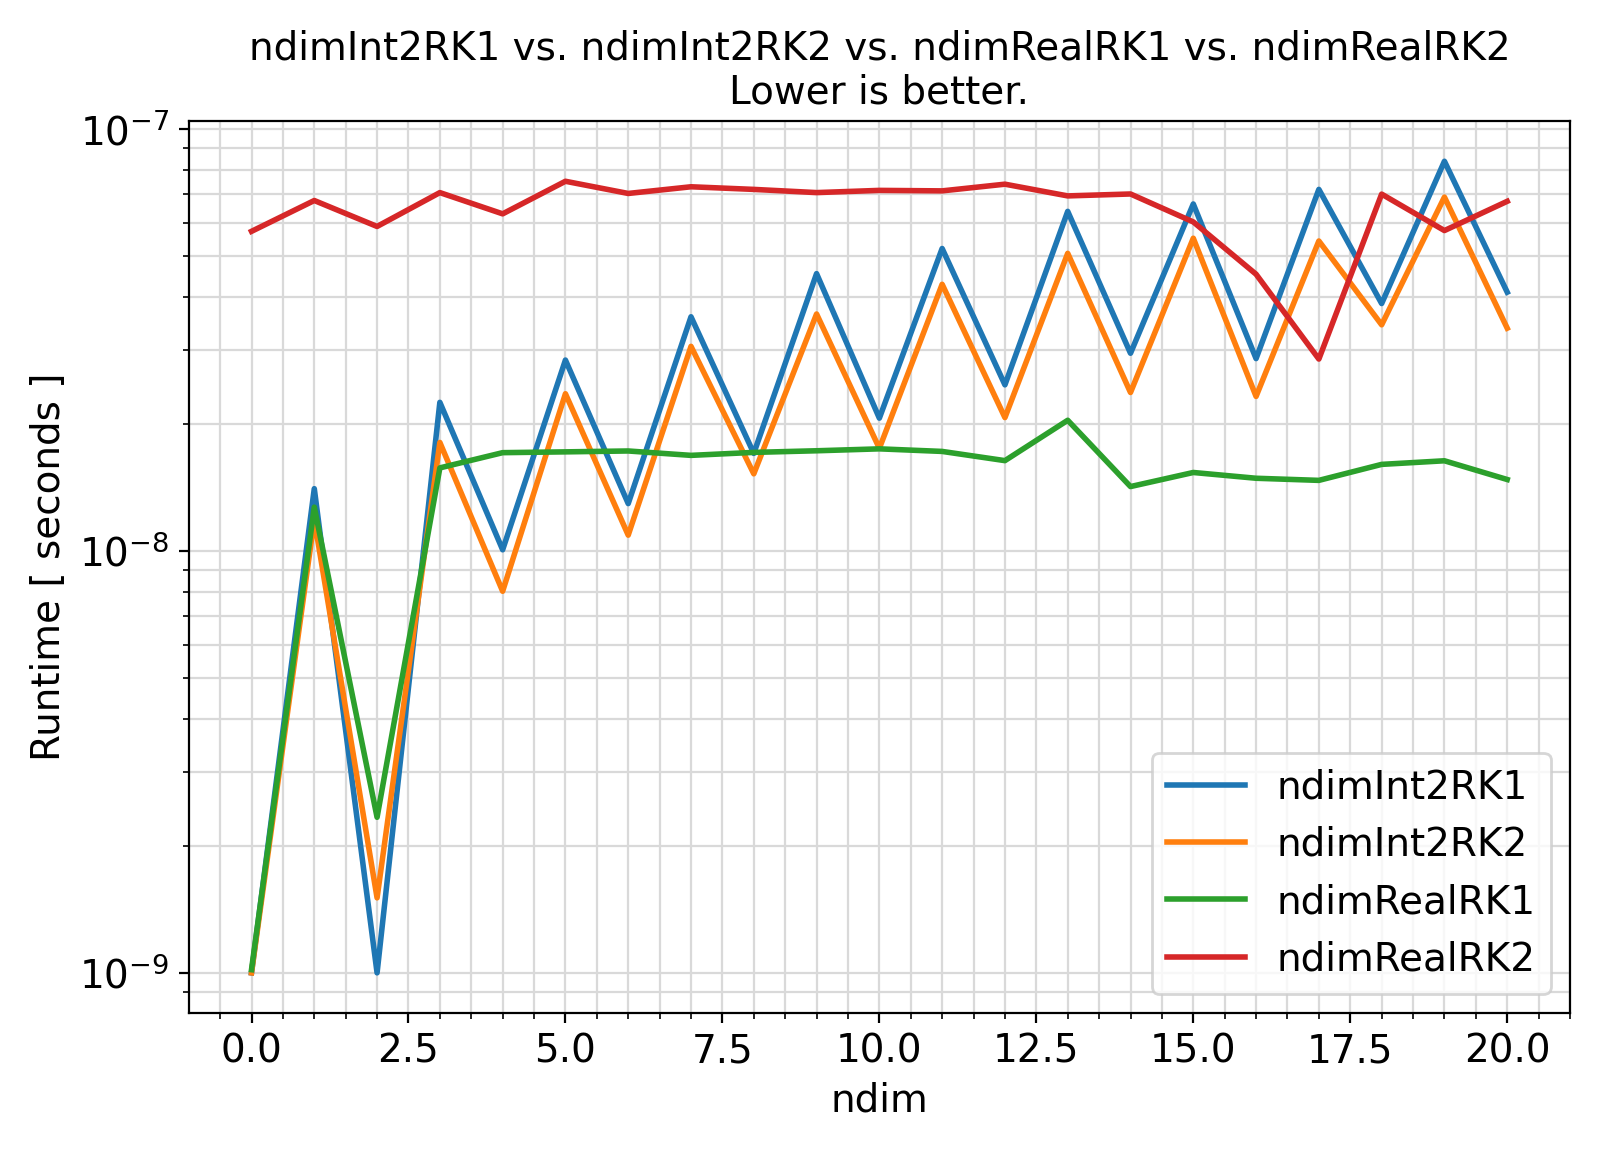 ndimInt2RK1 vs. ndimInt2RK2 vs. ndimRealRK1 vs. ndimRealRK2
Lower is better.
10⁻⁷
10⁻⁸
10⁻⁹
Runtime [ seconds ]
ndimInt2RK1
ndimInt2RK2
ndimRealRK1
ndimRealRK2
0.0 2.5 5.0 7.5 10.0 12.5 15.0 17.5 20.0
ndim